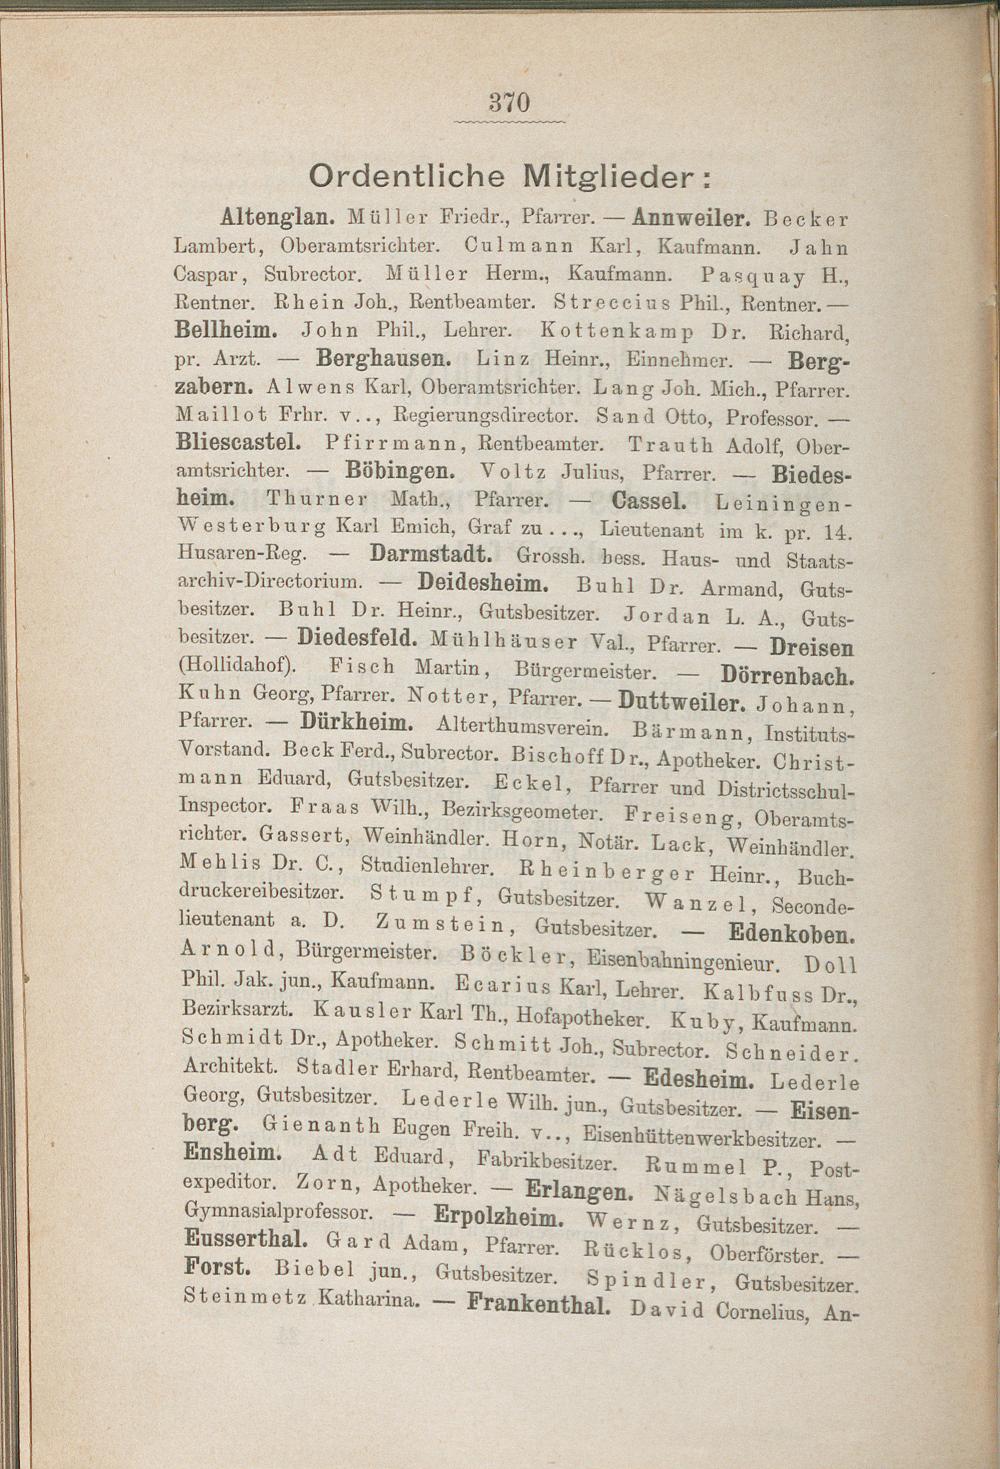 370
Ordentliche Mitglieder:
Altenglan. Müller Friedr., Pfarrer. — Annweiler. Becker
Lambert, Oberamtsrichter. Culmann Karl, Kaufmann. Jahn
Caspar, Subrector. Müller Herm., Kaufmann. Pasquay H.,
Rentner. Rhein Joh., Rentbeamter. Streccius Phil., Rentner. —
Bellheim. John Phil., Lehrer. Kottenkamp Dr. Richard,
pr. Arzt. — Berghausen. Linz Heinr., Einnehmer. — Berg-
zabern. Alwens Karl, Oberamtsrichter. Lang Joh. Mich., Pfarrer.
Maillot Frhr. v..., Regierungsdirector. Sand Otto, Professor. —
Bliescastel. Pfirrmann, Rentbeamter. Trauth Adolf, Ober-
amtsrichter. — Böbingen. Voltz Julius, Pfarrer. — Biedes-
heim. Thurner Math., Pfarrer. — Cassel. Leiningen-
Westerburg Karl Emich, Graf zu ..., Lieutenant im k. pr. 14.
Husaren-Reg. — Darmstadt. Grossh. hess. Haus- und Staats-
archiv-Directorium. — Deidesheim. Buhl Dr. Armand, Guts-
besitzer. Buhl Dr. Heinr., Gutsbesitzer. Jordan L. A., Guts-
besitzer. — Diedesfeld. Mühlhäuser Val., Pfarrer. — Dreisen
(Hollidahof). Fisch Martin, Bürgermeister. — Dörrenbach.
Kuhn Georg, Pfarrer. Notter, Pfarrer. — Duttweiler. Johann,
Pfarrer. — Dürkheim. Alterthumsverein. Bärmann, Instituts-
Vorstand. Beck Ferd., Subrector. Bischoff Dr., Apotheker. Christ-
mann Eduard, Gutsbesitzer. Eckel, Pfarrer und Districtsschul-
Inspector. Fraas Wilh., Bezirksgeometer. Freiseng, Oberamts-
richter. Gassert, Weinhändler. Horn, Notär. Lack, Weinhändler.
Mehlis Dr. C., Studienlehrer. Rheinberger Heinr., Buch-
druckereibesitzer. Stumpf, Gutsbesitzer. Wanzel, Seconde-
lieutenant a. D. Zumstein, Gutsbesitzer. — Edenkoben.
Arnold, Bürgermeister. Böckler, Eisenbahningenieur. Doll
Phil. Jak. jun., Kaufmann. Ecarius Karl, Lehrer. Kalbfuss Dr.,
Bezirksarzt. Kausler Karl Th., Hofapotheker. Kuby, Kaufmann.
Schmidt Dr., Apotheker. Schmitt Joh., Subrector. Schneider.
Architekt. Stadler Erhard, Rentbeamter. — Edesheim. Lederle
Georg, Gutsbesitzer. Lederle Wilh. jun., Gutsbesitzer. — Eisen-
berg. Gienanth Eugen Freih. v..., Eisenhüttenwerkbesitzer. —
Ensheim. Adt Eduard, Fabrikbesitzer. Rummel P., Post-
expeditor. Zorn, Apotheker. — Erlangen. Nägelsbach Hans,
Gymnasialprofessor. — Erpolzheim. Wernz, Gutsbesitzer. —
Eusserthal. Gard Adam, Pfarrer. Rücklos, Oberförster. —
Forst. Biebel jun., Gutsbesitzer. Spindler, Gutsbesitzer.
Steinmetz Katharina. — Frankenthal. David Cornelius, An-